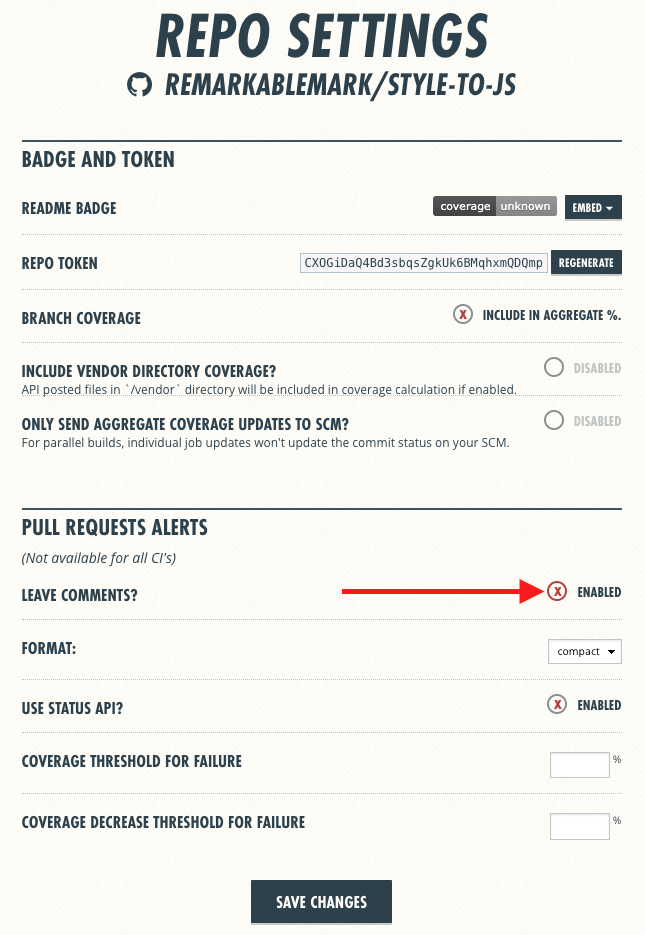 REPO SETTINGS
REMARKABLEMARK/STYLE-TO-JS
BADGE AND TOKEN
README BADGE
coverage unknown
EMBED
REPO TOKEN
CXOGiDaQ4Bd3sbqsZgkUk6BMqhxmQDQmp
REGENERATE
BRANCH COVERAGE
X INCLUDE IN AGGREGATE %.
INCLUDE VENDOR DIRECTORY COVERAGE?
DISABLED
API posted files in `/vendor` directory will be included in coverage calculation if enabled.
ONLY SEND AGGREGATE COVERAGE UPDATES TO SCM?
DISABLED
For parallel builds, individual job updates won't update the commit status on your SCM.
PULL REQUESTS ALERTS
(Not available for all CI's)
LEAVE COMMENTS?
X ENABLED
FORMAT:
compact
USE STATUS API?
X ENABLED
COVERAGE THRESHOLD FOR FAILURE
%
COVERAGE DECREASE THRESHOLD FOR FAILURE
%
SAVE CHANGES